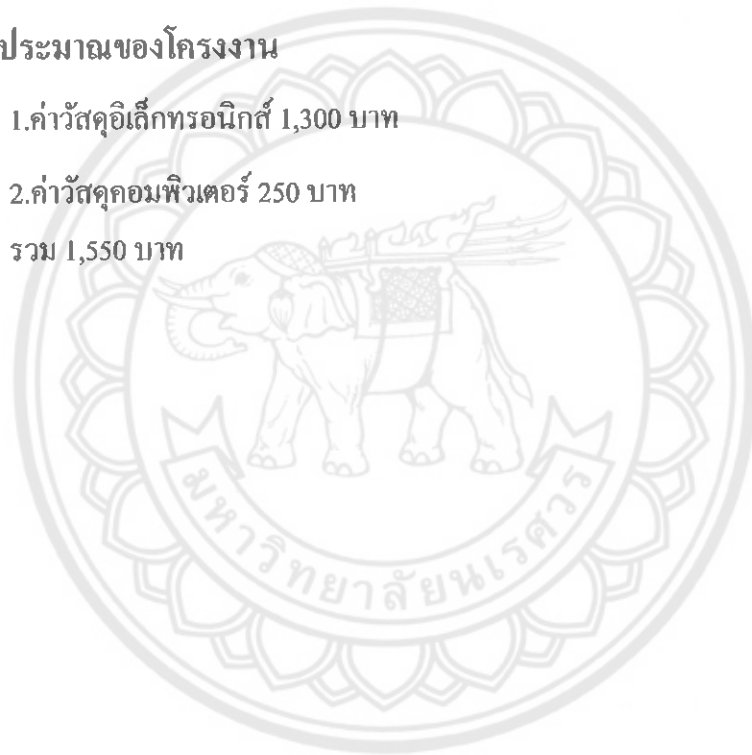 ประมาณของโครงงาน
1.ค่าวัสดุอิเล็กทรอนิกส์ 1,300 บาท
2.ค่าวัสดุคอมพิวเตอร์ 250 บาท
รวม 1,550 บาท
มหาวิทยาลัยนเรศวร